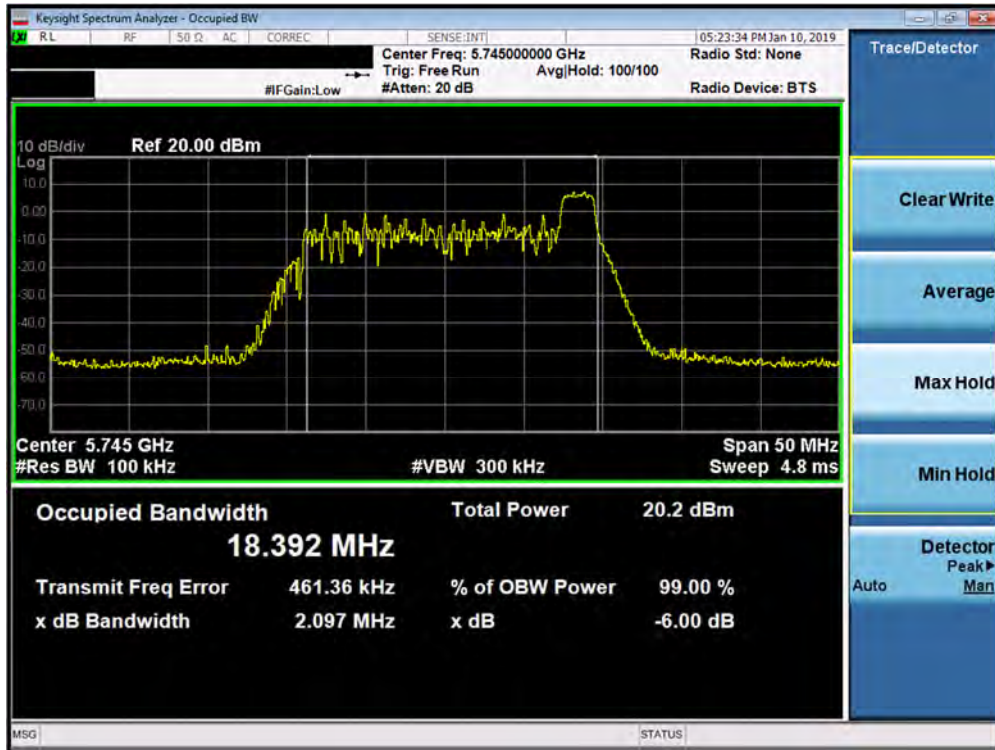 Keysight Spectrum Analyzer - Occupied BW
LXI RL RF 50 Ω AC CORREC SENSE:INT 05:23:34 PM Jan 10, 2019
Center Freq: 5.745000000 GHz Radio Std: None
Trig: Free Run Avg|Hold: 100/100
#IFGain:Low #Atten: 20 dB Radio Device: BTS
10 dB/div Ref 20.00 dBm
Log
10.0
0.00
-10.0
-20.0
-30.0
-40.0
-50.0
-60.0
-70.0
Center 5.745 GHz Span 50 MHz
#Res BW 100 kHz #VBW 300 kHz Sweep 4.8 ms
Occupied Bandwidth Total Power 20.2 dBm
18.392 MHz
Transmit Freq Error 461.36 kHz % of OBW Power 99.00 %
x dB Bandwidth 2.097 MHz x dB -6.00 dB
MSG STATUS
Trace/Detector
Clear Write
Average
Max Hold
Min Hold
Detector
Peak▶
Auto Man